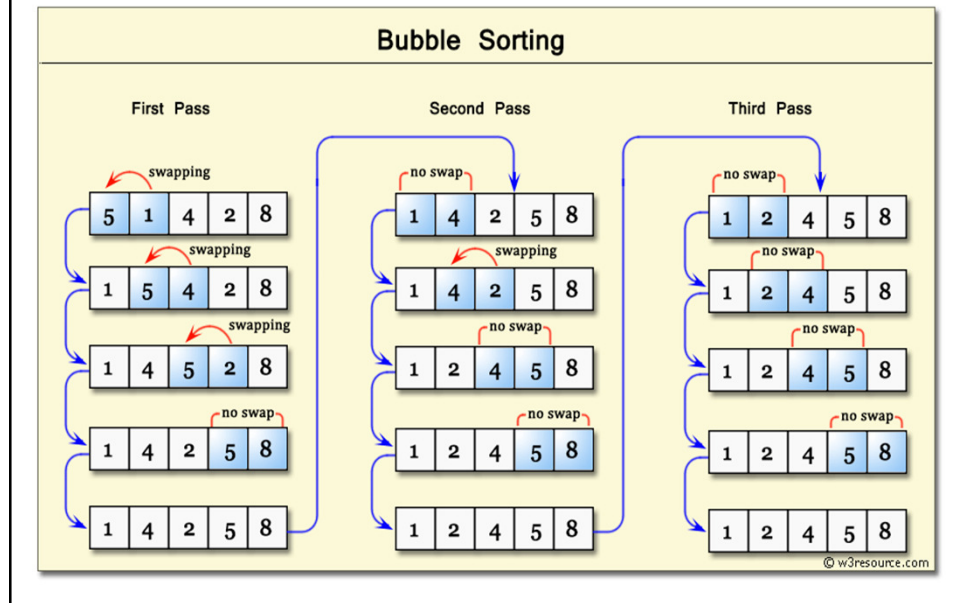 Bubble Sorting
First Pass
swapping
5 1 4 2 8
swapping
1 5 4 2 8
swapping
1 4 5 2 8
no swap
1 4 2 5 8
1 4 2 5 8
Second Pass
no swap
1 4 2 5 8
swapping
1 4 2 5 8
no swap
1 2 4 5 8
no swap
1 2 4 5 8
1 2 4 5 8
Third Pass
no swap
1 2 4 5 8
no swap
1 2 4 5 8
no swap
1 2 4 5 8
no swap
1 2 4 5 8
1 2 4 5 8
© w3resource.com